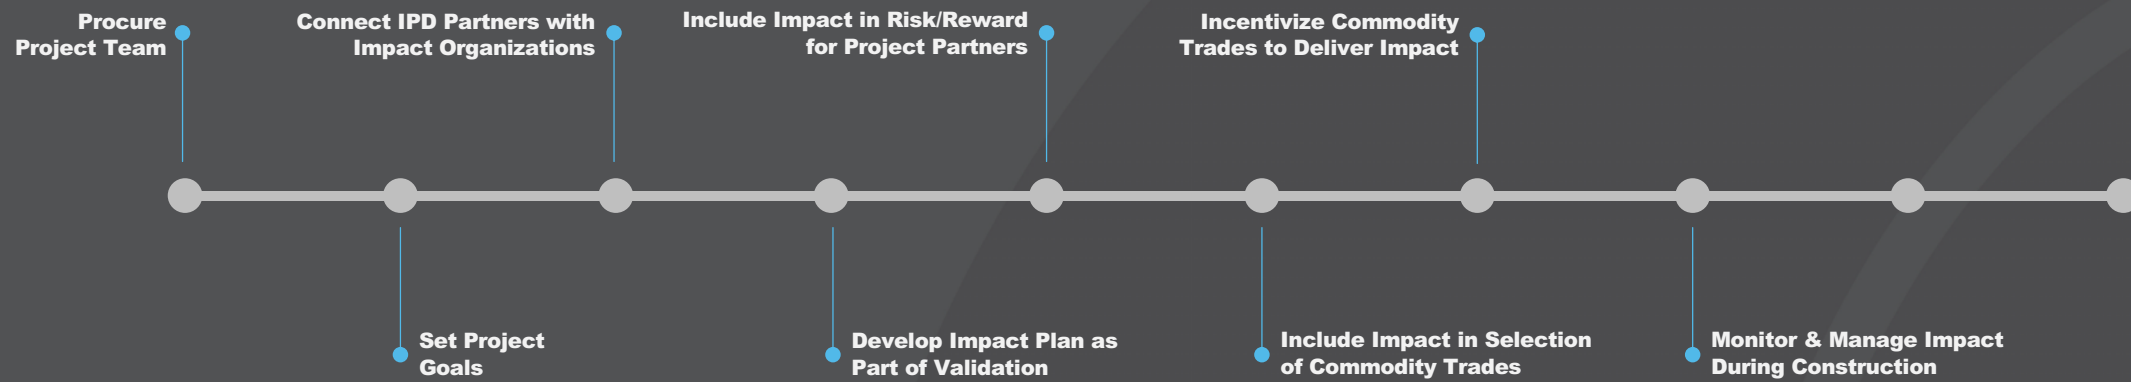 Procure
Project Team
Connect IPD Partners with
Impact Organizations
Include Impact in Risk/Reward
for Project Partners
Incentivize Commodity
Trades to Deliver Impact
Set Project
Goals
Develop Impact Plan as
Part of Validation
Include Impact in Selection
of Commodity Trades
Monitor & Manage Impact
During Construction